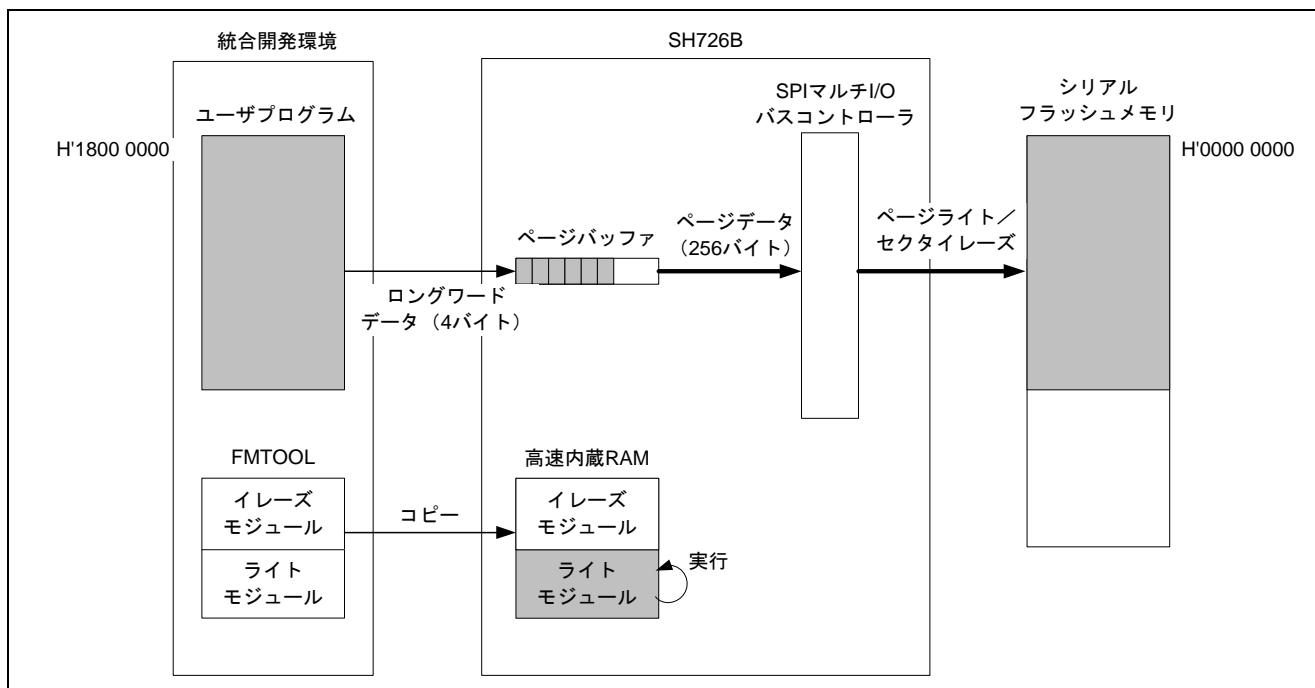 統合開発環境
SH726B
ユーザプログラム
H'1800 0000
SPIマルチI/O
バスコントローラ
シリアル
フラッシュメモリ
H'0000 0000
ページバッファ
ページデータ
(256バイト)
ページライト/
セクタイレーズ
ロングワード
データ(4バイト)
FMTOOL
イレーズ
モジュール
ライト
モジュール
コピー
高速内蔵RAM
イレーズ
モジュール
ライト
モジュール
実行